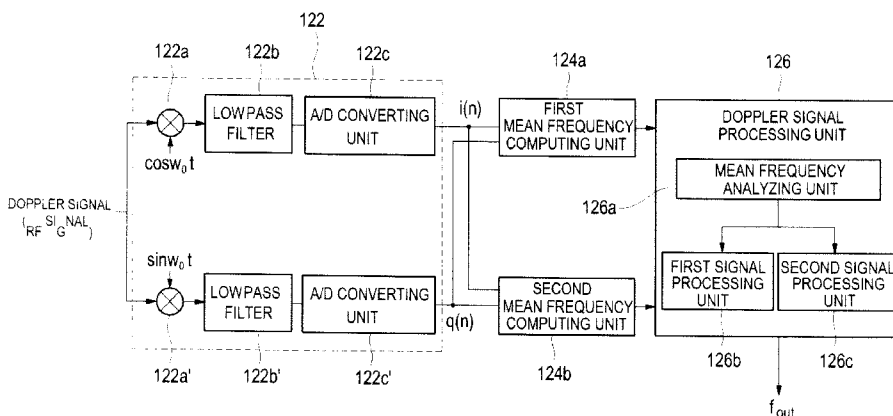 122
122a
122b
122c
124a
126
LOWPASS
FILTER
A/D CONVERTING
UNIT
i(n)
FIRST
MEAN FREQUENCY
COMPUTING UNIT
DOPPLER SIGNAL
PROCESSING UNIT
cosw₀t
MEAN FREQUENCY
ANALYZING UNIT
126a
DOPPLER SIGNAL
(RF SIGNAL)
sinw₀t
LOWPASS
FILTER
A/D CONVERTING
UNIT
q(n)
SECOND
MEAN FREQUENCY
COMPUTING UNIT
FIRST SIGNAL
PROCESSING
UNIT
SECOND SIGNAL
PROCESSING
UNIT
122a'
122b'
122c'
124b
126b
126c
fout